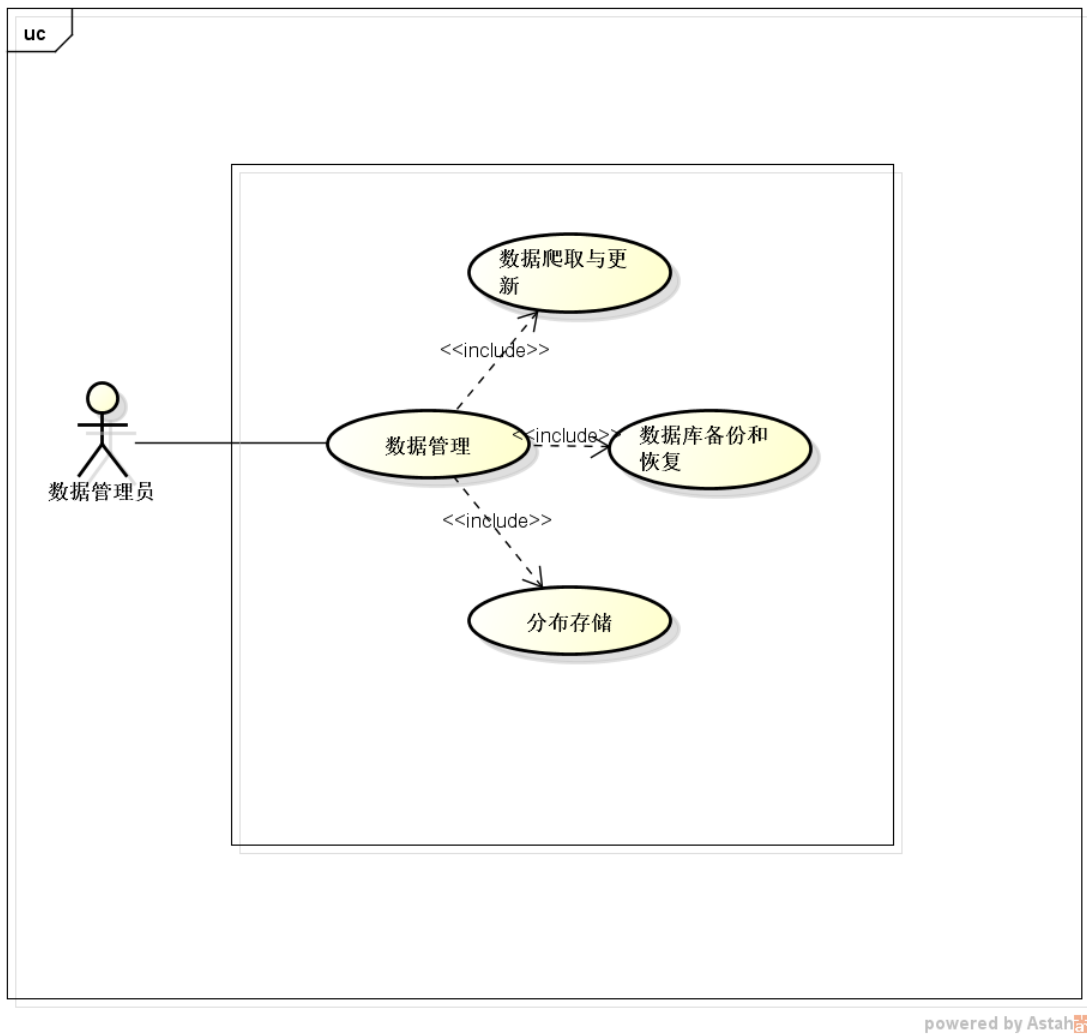 uc
数据爬取与更
新
<<include>>
数据管理
<<include>>
数据库备份和
恢复
数据管理员
<<include>>
分布存储
powered by Astah